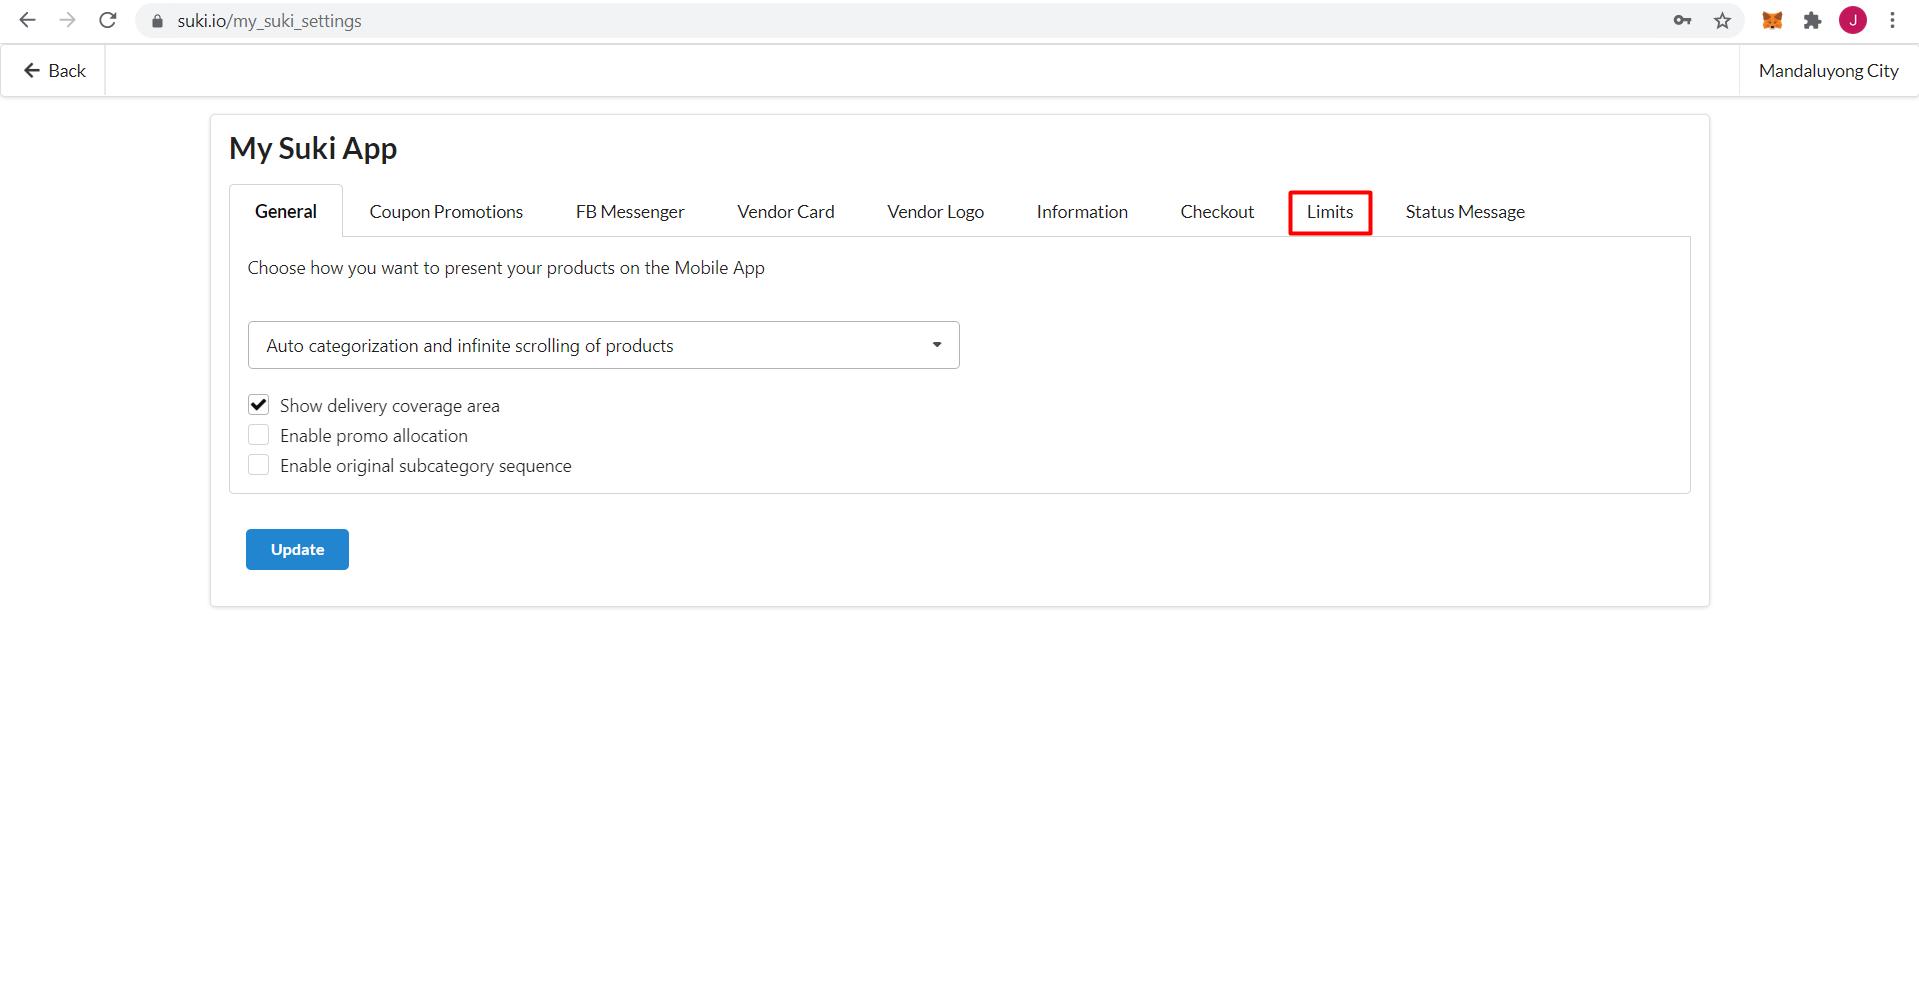 suki.io/my_suki_settings
J
Back
Mandaluyong City
My Suki App
General Coupon Promotions FB Messenger Vendor Card Vendor Logo Information Checkout Limits Status Message
Choose how you want to present your products on the Mobile App
Auto categorization and infinite scrolling of products
Show delivery coverage area
Enable promo allocation
Enable original subcategory sequence
Update